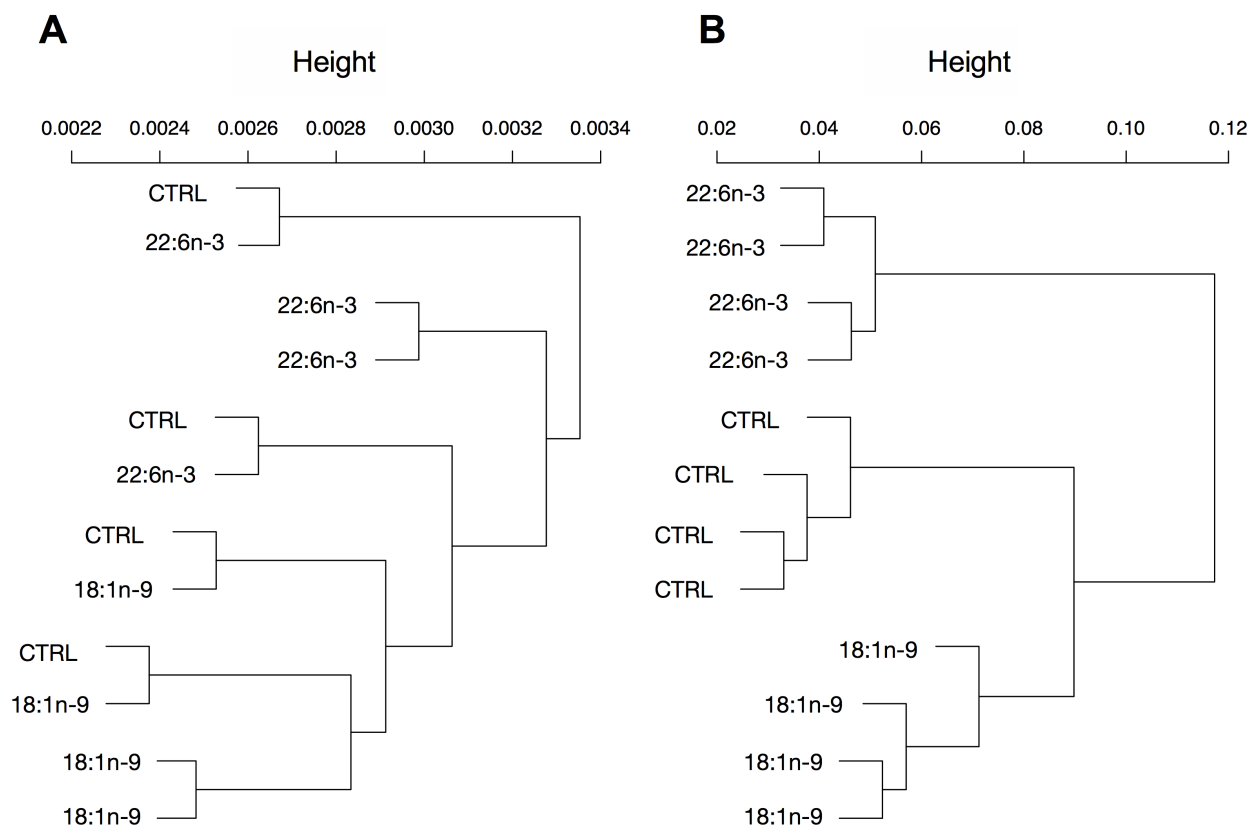 A
Height
0.0022 0.0024 0.0026 0.0028 0.0030 0.0032 0.0034
CTRL
22:6n-3
22:6n-3
22:6n-3
CTRL
22:6n-3
CTRL
18:1n-9
CTRL
18:1n-9
18:1n-9
18:1n-9
B
Height
0.02 0.04 0.06 0.08 0.10 0.12
22:6n-3
22:6n-3
22:6n-3
22:6n-3
CTRL
CTRL
CTRL
CTRL
18:1n-9
18:1n-9
18:1n-9
18:1n-9